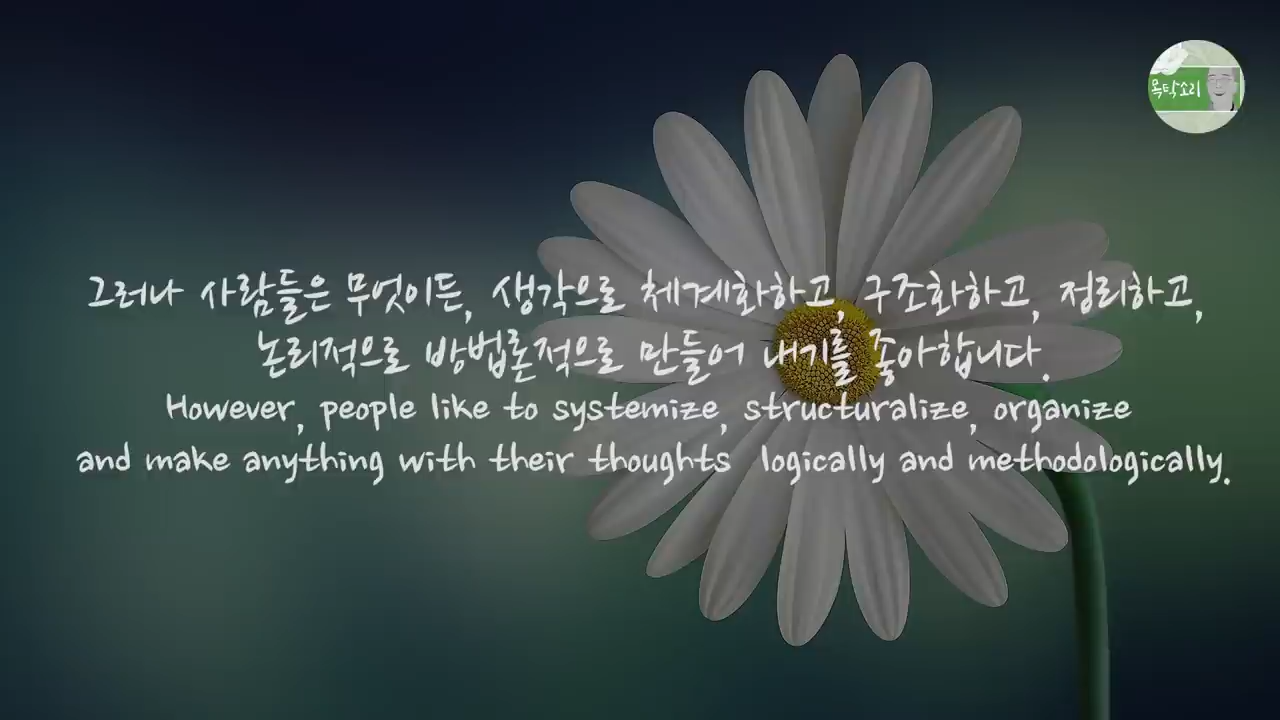 목탁소리
그러나 사람들은 무엇이든, 생각으로 체계화하고, 구조화하고, 정리하고,
논리적으로 방법론적으로 만들어 내기를 좋아합니다.
However, people like to systemize, structuralize, organize
and make anything with their thoughts logically and methodologically.